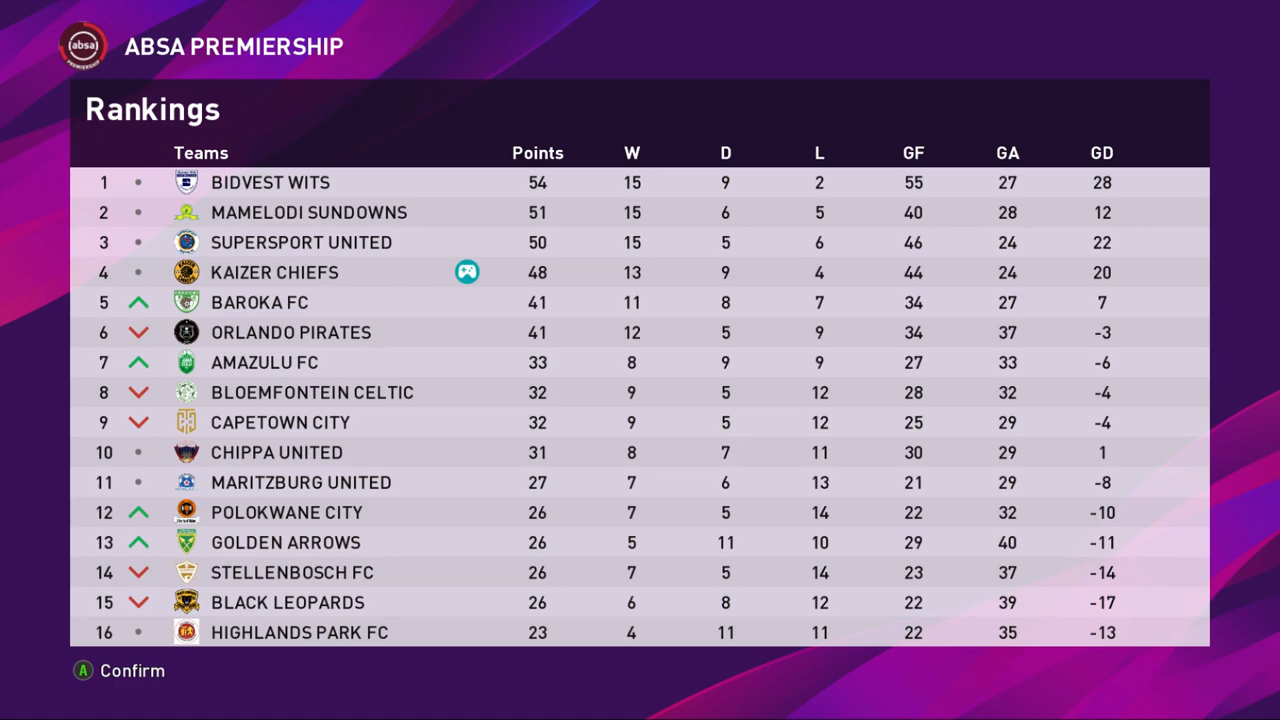 absa
PREMIERSHIP
ABSA PREMIERSHIP
Rankings
Teams Points W D L GF GA GD
1 BIDVEST WITS 54 15 9 2 55 27 28
2 MAMELODI SUNDOWNS 51 15 6 5 40 28 12
3 SUPERSPORT UNITED 50 15 5 6 46 24 22
4 KAIZER CHIEFS 48 13 9 4 44 24 20
5 BAROKA FC 41 11 8 7 34 27 7
6 ORLANDO PIRATES 41 12 5 9 34 37 -3
7 AMAZULU FC 33 8 9 9 27 33 -6
8 BLOEMFONTEIN CELTIC 32 9 5 12 28 32 -4
9 CAPETOWN CITY 32 9 5 12 25 29 -4
10 CHIPPA UNITED 31 8 7 11 30 29 1
11 MARITZBURG UNITED 27 7 6 13 21 29 -8
12 POLOKWANE CITY 26 7 5 14 22 32 -10
13 GOLDEN ARROWS 26 5 11 10 29 40 -11
14 STELLENBOSCH FC 26 7 5 14 23 37 -14
15 BLACK LEOPARDS 26 6 8 12 22 39 -17
16 HIGHLANDS PARK FC 23 4 11 11 22 35 -13
A Confirm